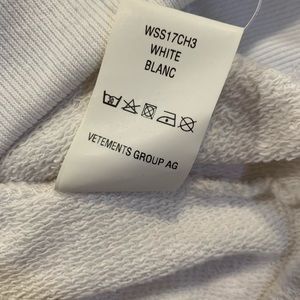 WSS17CH3
WHITE
BLANC
VETEMENTS GROUP AG